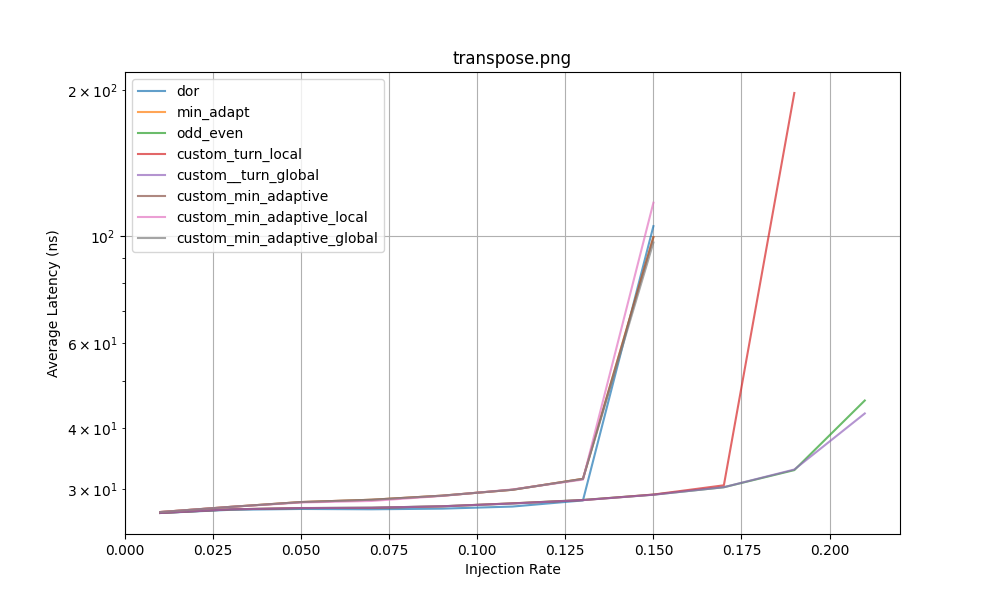 transpose.png
dor
min_adapt
odd_even
custom_turn_local
custom__turn_global
custom_min_adaptive
custom_min_adaptive_local
custom_min_adaptive_global
2 × 10²
10²
6 × 10¹
4 × 10¹
3 × 10¹
Average Latency (ns)
0.000 0.025 0.050 0.075 0.100 0.125 0.150 0.175 0.200
Injection Rate